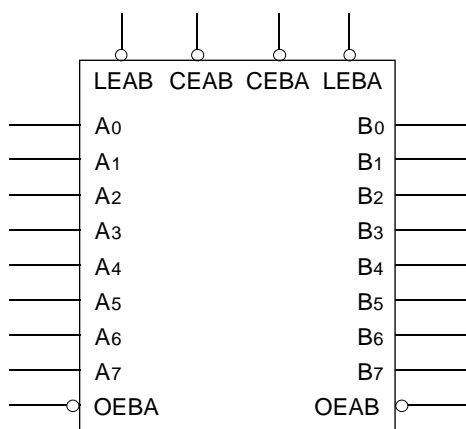 LEAB CEAB CEBA LEBA
A0 B0
A1 B1
A2 B2
A3 B3
A4 B4
A5 B5
A6 B6
A7 B7
OEBA OEAB